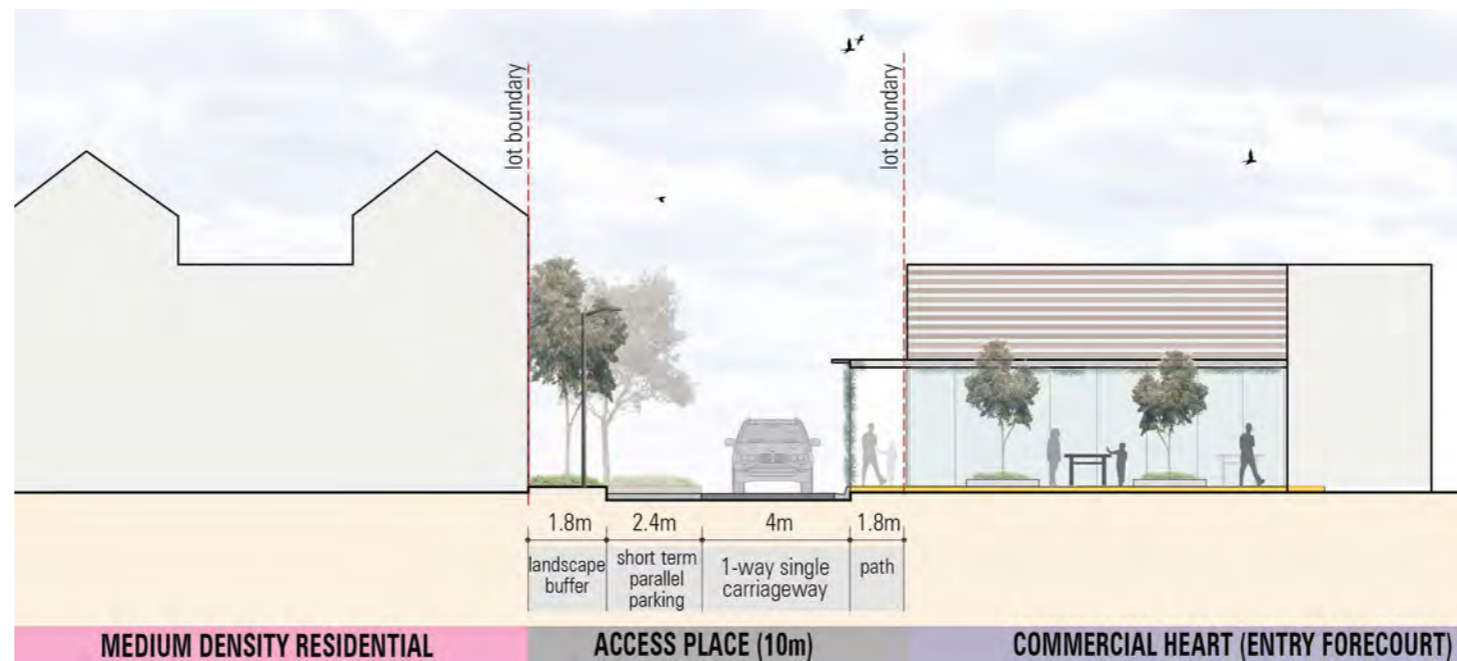 lot boundary
lot boundary
1.8m
2.4m
4m
1.8m
landscape
buffer
short term
parallel
parking
1-way single
carriageway
path
MEDIUM DENSITY RESIDENTIAL
ACCESS PLACE (10m)
COMMERCIAL HEART (ENTRY FORECOURT)